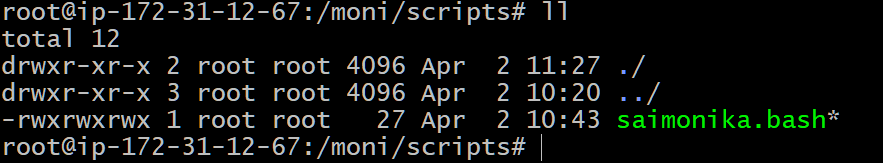 root@ip-172-31-12-67:/moni/scripts# ll
total 12
drwxr-xr-x 2 root root 4096 Apr  2 11:27 ./
drwxr-xr-x 3 root root 4096 Apr  2 10:20 ../
-rwxrwxrwx 1 root root   27 Apr  2 10:43 saimonika.bash*
root@ip-172-31-12-67:/moni/scripts#